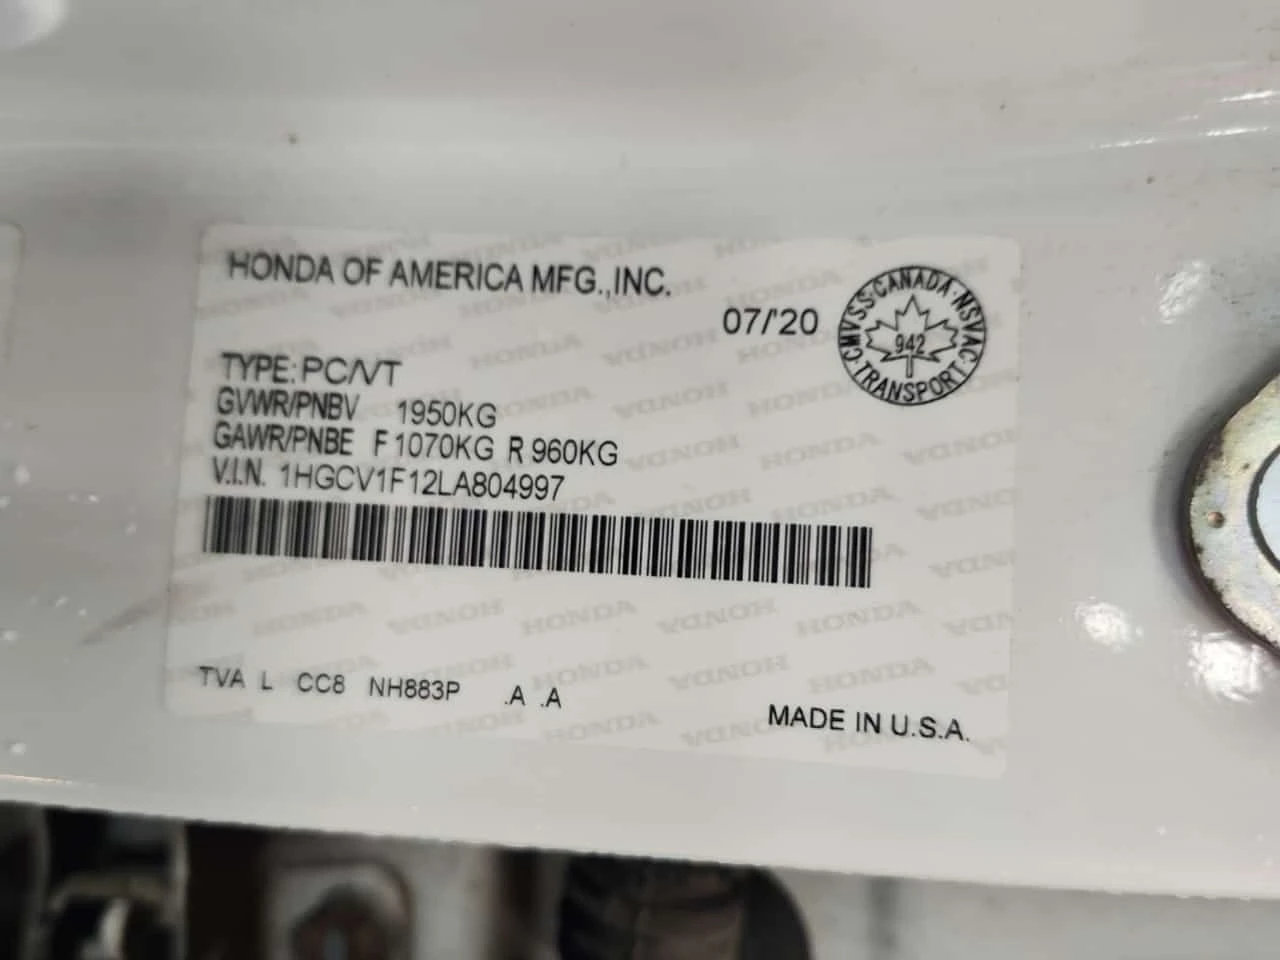 HONDA OF AMERICA MFG.,INC.
07/'20
CMVSS·CANADA·NSVAC·TRANSPORT·
942
TYPE: PC/VT
GVWR/PNBV 1950KG
GAWR/PNBE F 1070KG R 960KG
V.I.N. 1HGCV1F12LA804997
TVA L CC8 NH883P .A .A
MADE IN U.S.A.